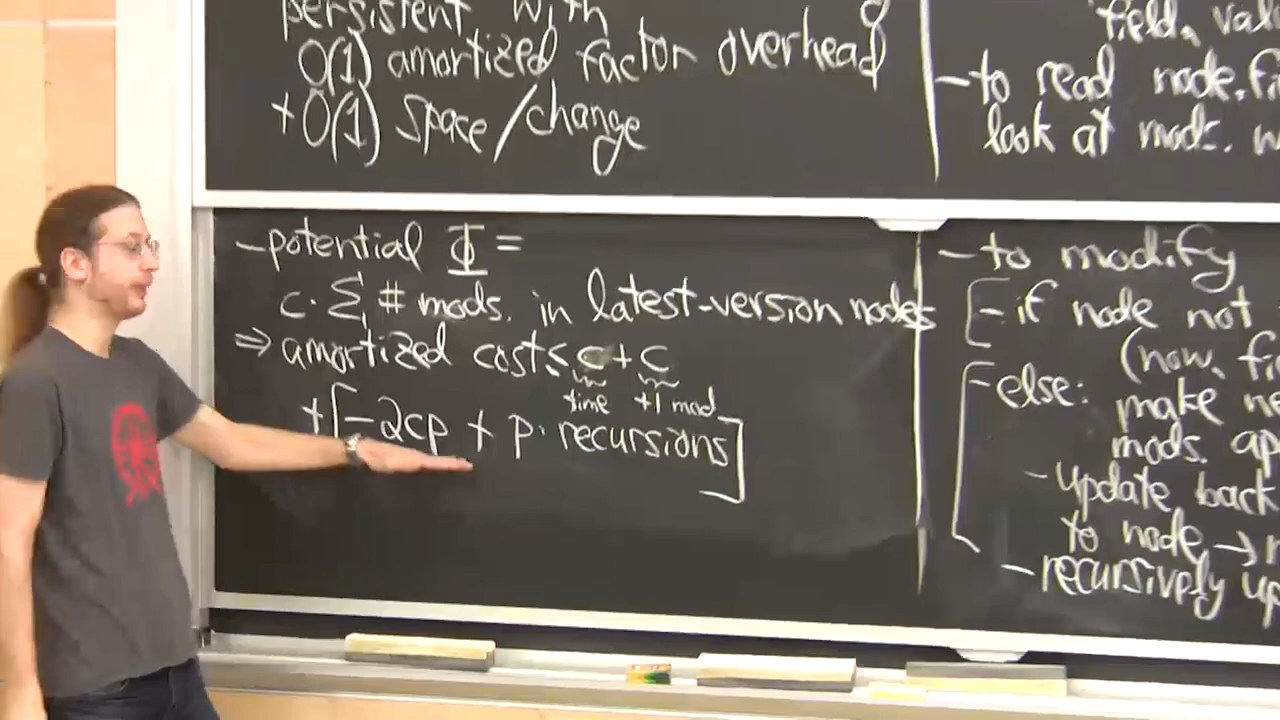 persistent with
O(1) amortized factor overhead
+ O(1) space/change
field, val
- to read node.fi
look at mods. w
- potential Φ =
c · Σ # mods. in latest-version nodes
⇒ amortized cost ≤ c + c
time +1 mod
+ [-2cp + p · recursions]
- to modify
- if node not
(now, fi
- else: make ne
mods. ap
- update back
to node →
- recursively up